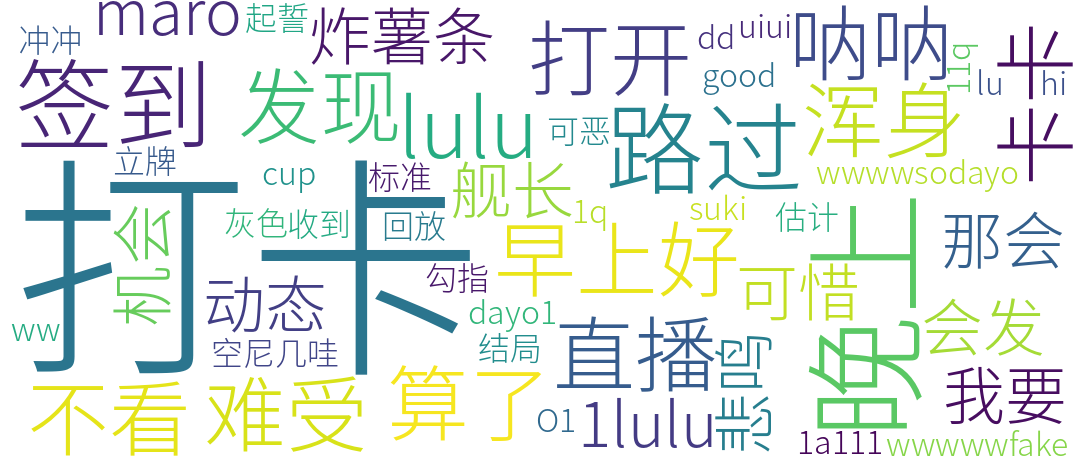 冲冲
maro
起誓
炸薯条
打开
dd
uiui
呐呐
半半
签到
发现
lulu
可恶
路过
good
浑身
11q
lu
hi
立牌
cup
标准
舰长
1q
suki
wwwwsodayo
打卡
机会
灰色收到
回放
勾指
早上好
可惜
估计
晚上
那会
ww
动态
空尼几哇
dayo1
结局
直播
悲鸣
会发
不看
难受
算了
O1
1lulu
1a111
我要
wwwwwfake